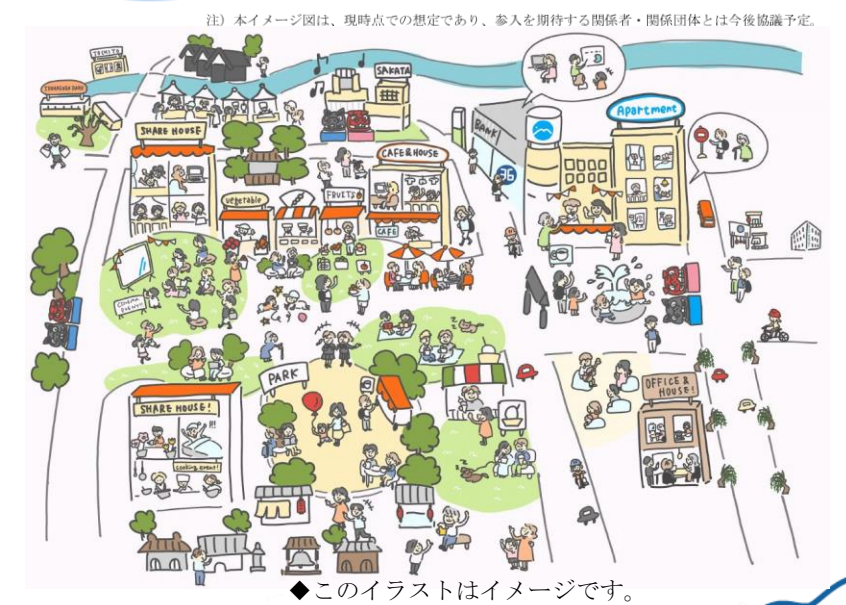 注）本イメージ図は、現時点での想定であり、参入を期待する関係者・関係団体とは今後協議予定。
SAKATA
SHARE HOUSE
BANK
Apartment
CAFE&HOUSE
vegetable
FRUITS
36
CAFE
CINEMA EVENT!
PARK
SHARE HOUSE!
OFFICE & HOUSE!
!!!
cooking event!
◆このイラストはイメージです。